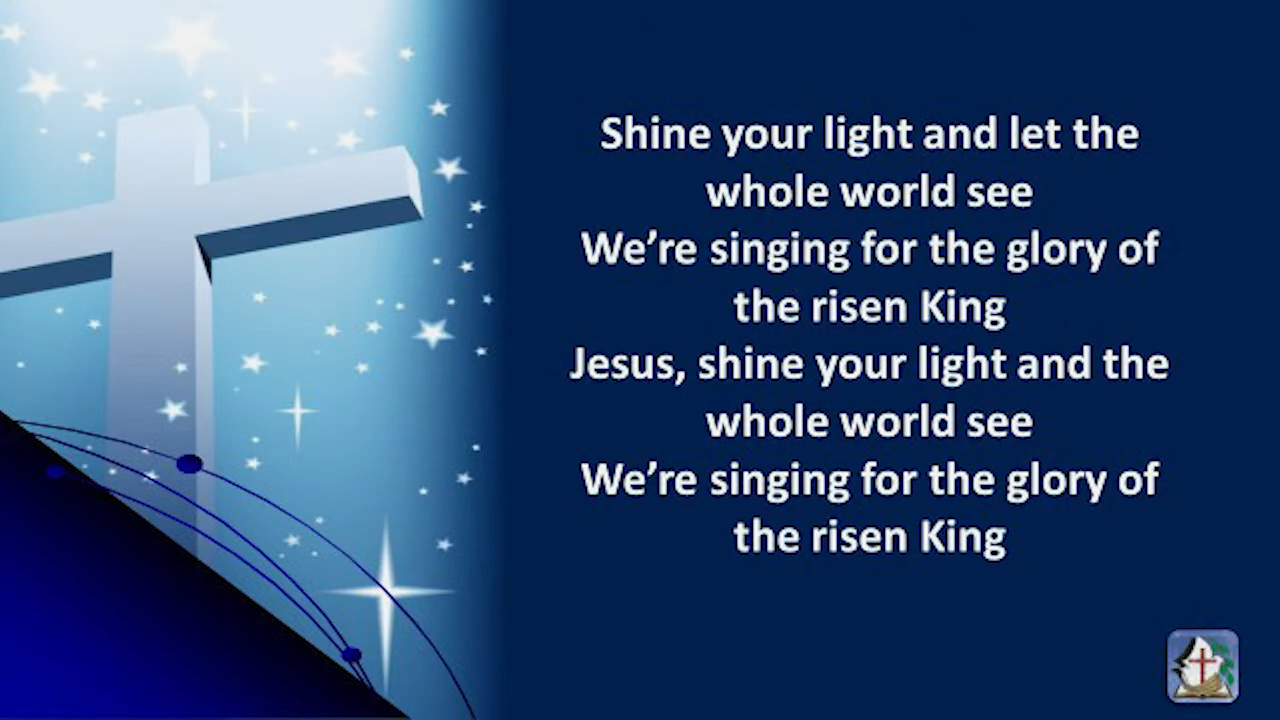 Shine your light and let the
whole world see
We're singing for the glory of
the risen King
Jesus, shine your light and the
whole world see
We're singing for the glory of
the risen King